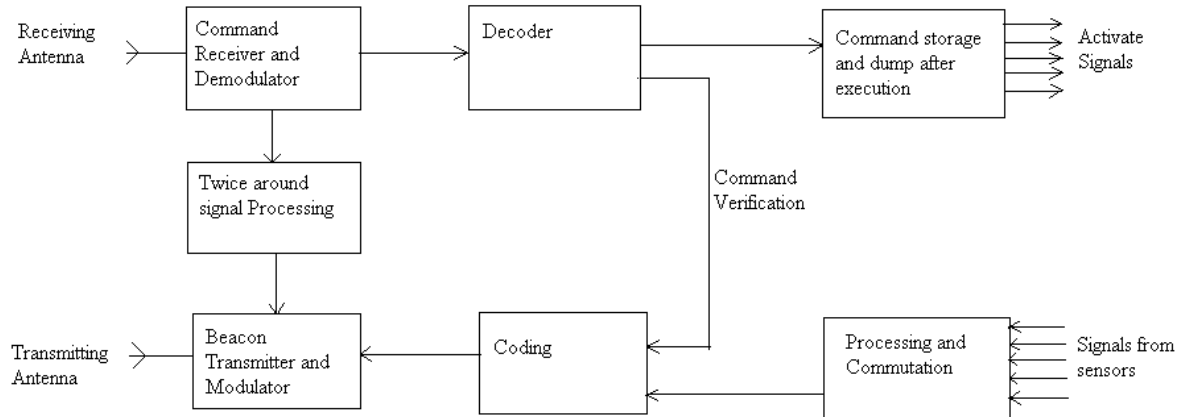 Receiving
Antenna
Command
Receiver and
Demodulator
Decoder
Command storage
and dump after
execution
Activate
Signals
Twice around
signal Processing
Command
Verification
Transmitting
Antenna
Beacon
Transmitter and
Modulator
Coding
Processing and
Commutation
Signals from
sensors